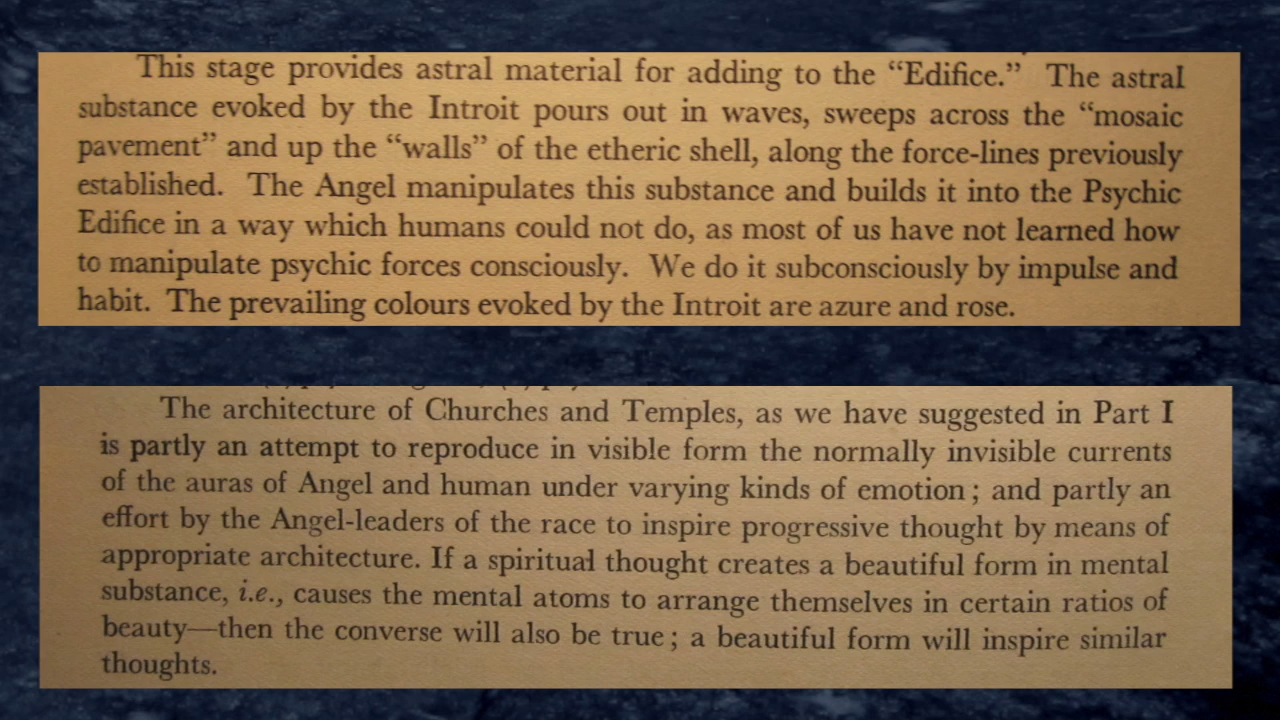 This stage provides astral material for adding to the “Edifice.” The astral
substance evoked by the Introit pours out in waves, sweeps across the “mosaic
pavement” and up the “walls” of the etheric shell, along the force-lines previously
established. The Angel manipulates this substance and builds it into the Psychic
Edifice in a way which humans could not do, as most of us have not learned how
to manipulate psychic forces consciously. We do it subconsciously by impulse and
habit. The prevailing colours evoked by the Introit are azure and rose.
The architecture of Churches and Temples, as we have suggested in Part I
is partly an attempt to reproduce in visible form the normally invisible currents
of the auras of Angel and human under varying kinds of emotion; and partly an
effort by the Angel-leaders of the race to inspire progressive thought by means of
appropriate architecture. If a spiritual thought creates a beautiful form in mental
substance, i.e., causes the mental atoms to arrange themselves in certain ratios of
beauty—then the converse will also be true; a beautiful form will inspire similar
thoughts.